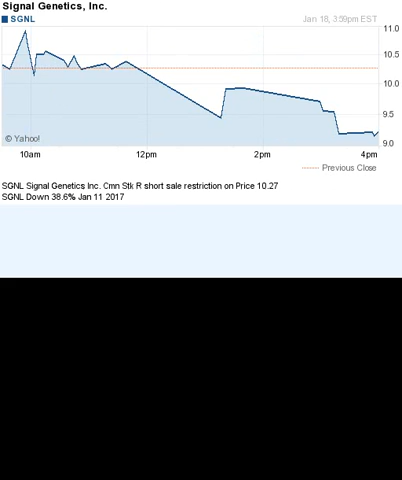 Signal Genetics, Inc.
SGNL Jan 18, 3:59pm EST
11.0
10.5
10.0
9.5
9.0
© Yahoo!
10am 12pm 2pm 4pm
Previous Close
SGNL Signal Genetics Inc. Cmn Stk R short sale restriction on Price 10.27
SGNL Down 38.6% Jan 11 2017